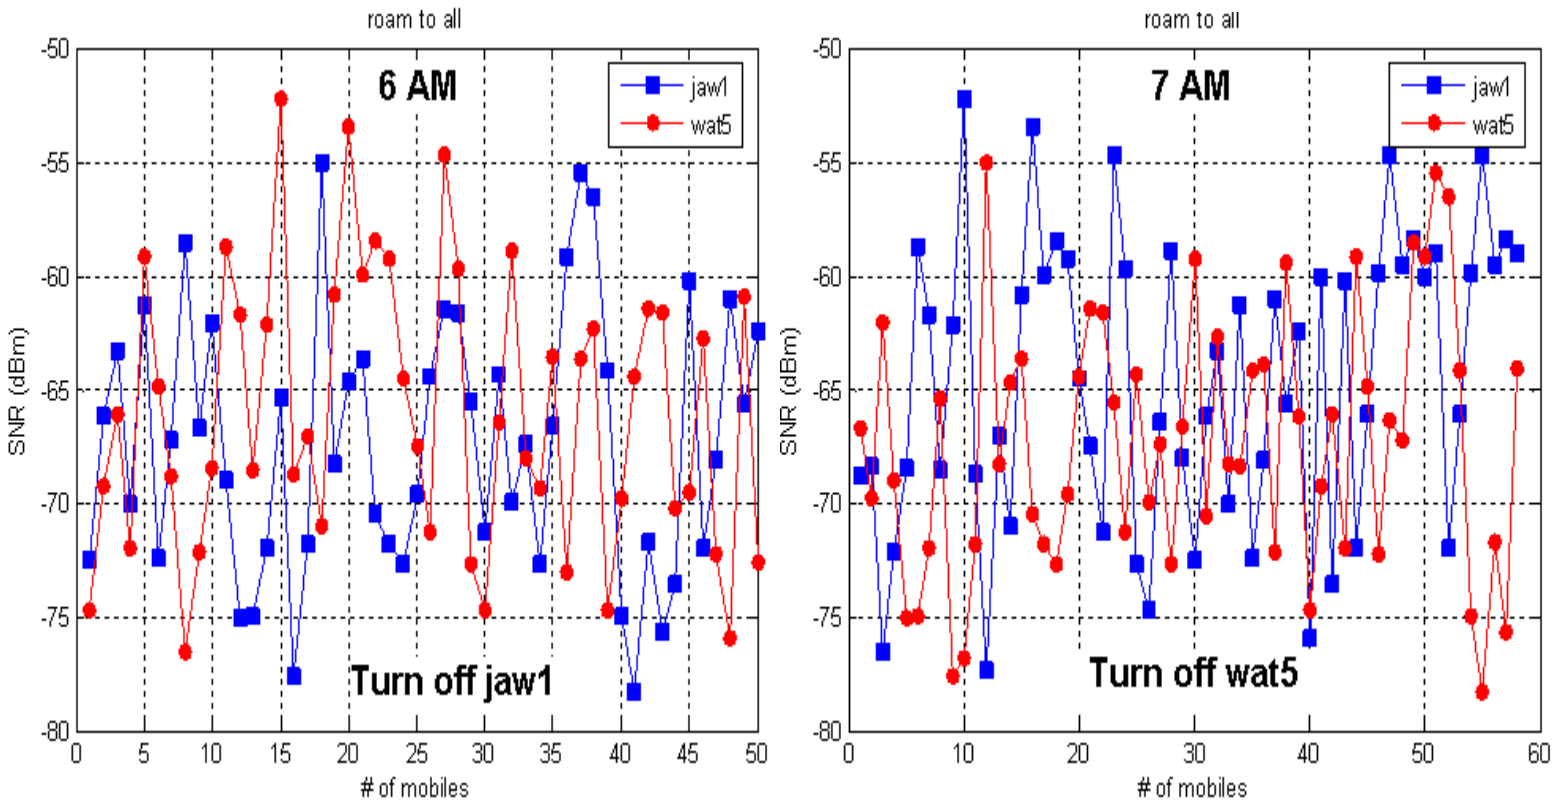 roam to all
6 AM
jaw1
wat5
Turn off jaw1
-50
-55
-60
-65
-70
-75
-80
SNR (dBm)
0 5 10 15 20 25 30 35 40 45 50
# of mobiles
roam to all
7 AM
jaw1
wat5
Turn off wat5
-50
-55
-60
-65
-70
-75
-80
SNR (dBm)
0 10 20 30 40 50 60
# of mobiles